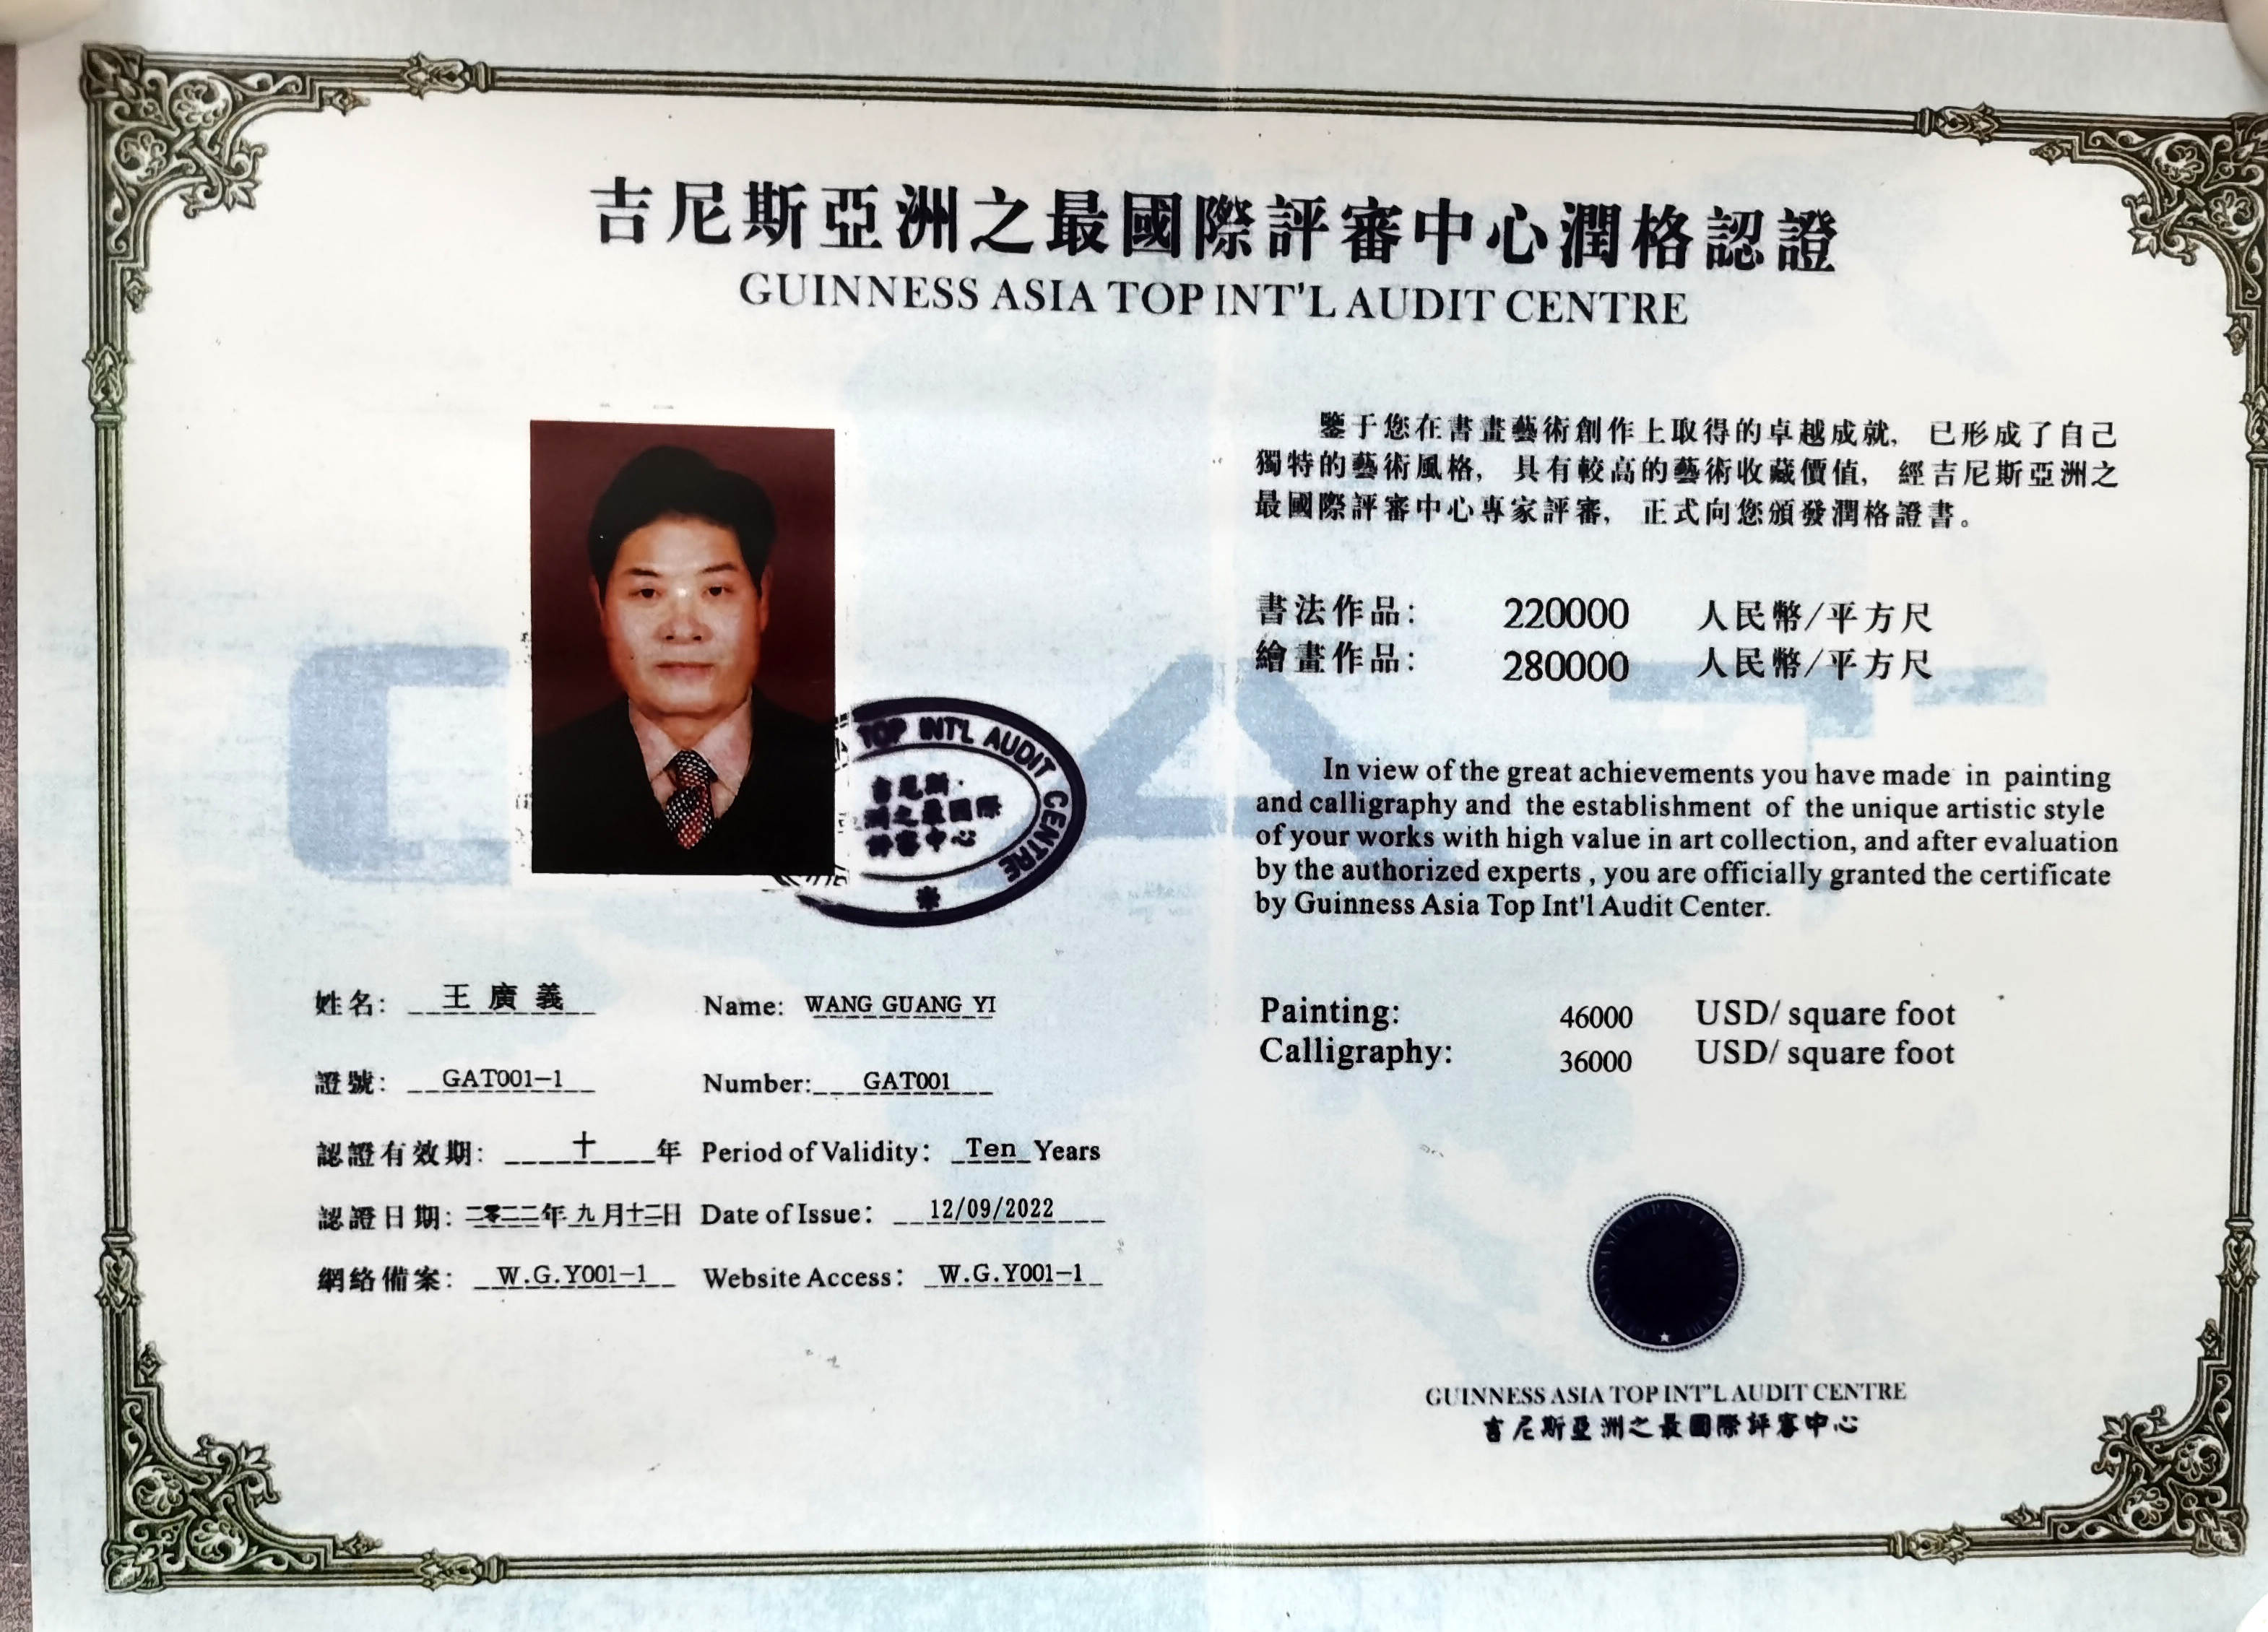 吉尼斯亞洲之最國際評審中心潤格認證
GUINNESS ASIA TOP INT'L AUDIT CENTRE
TOP INT'L AUDIT CENTRE
吉尼斯
洲之最國際
評審中心
姓名: 王廣義 Name: WANG GUANG YI
證號: GAT001-1 Number: GAT001
認證有效期: 十 年 Period of Validity: Ten Years
認證日期: 二零二二年九月十二日 Date of Issue: 12/09/2022
網絡備案: W.G.Y001-1 Website Access: W.G.Y001-1
鑒于您在書畫藝術創作上取得的卓越成就, 已形成了自己
獨特的藝術風格, 具有較高的藝術收藏價值, 經吉尼斯亞洲之
最國際評審中心專家評審, 正式向您頒發潤格證書。
書法作品: 220000 人民幣/平方尺
繪畫作品: 280000 人民幣/平方尺
In view of the great achievements you have made in painting
and calligraphy and the establishment of the unique artistic style
of your works with high value in art collection, and after evaluation
by the authorized experts , you are officially granted the certificate
by Guinness Asia Top Int'l Audit Center.
Painting: 46000 USD/ square foot
Calligraphy: 36000 USD/ square foot
GUINNESS ASIA TOP INT'L AUDIT CENTRE
吉尼斯亞洲之最國際評審中心